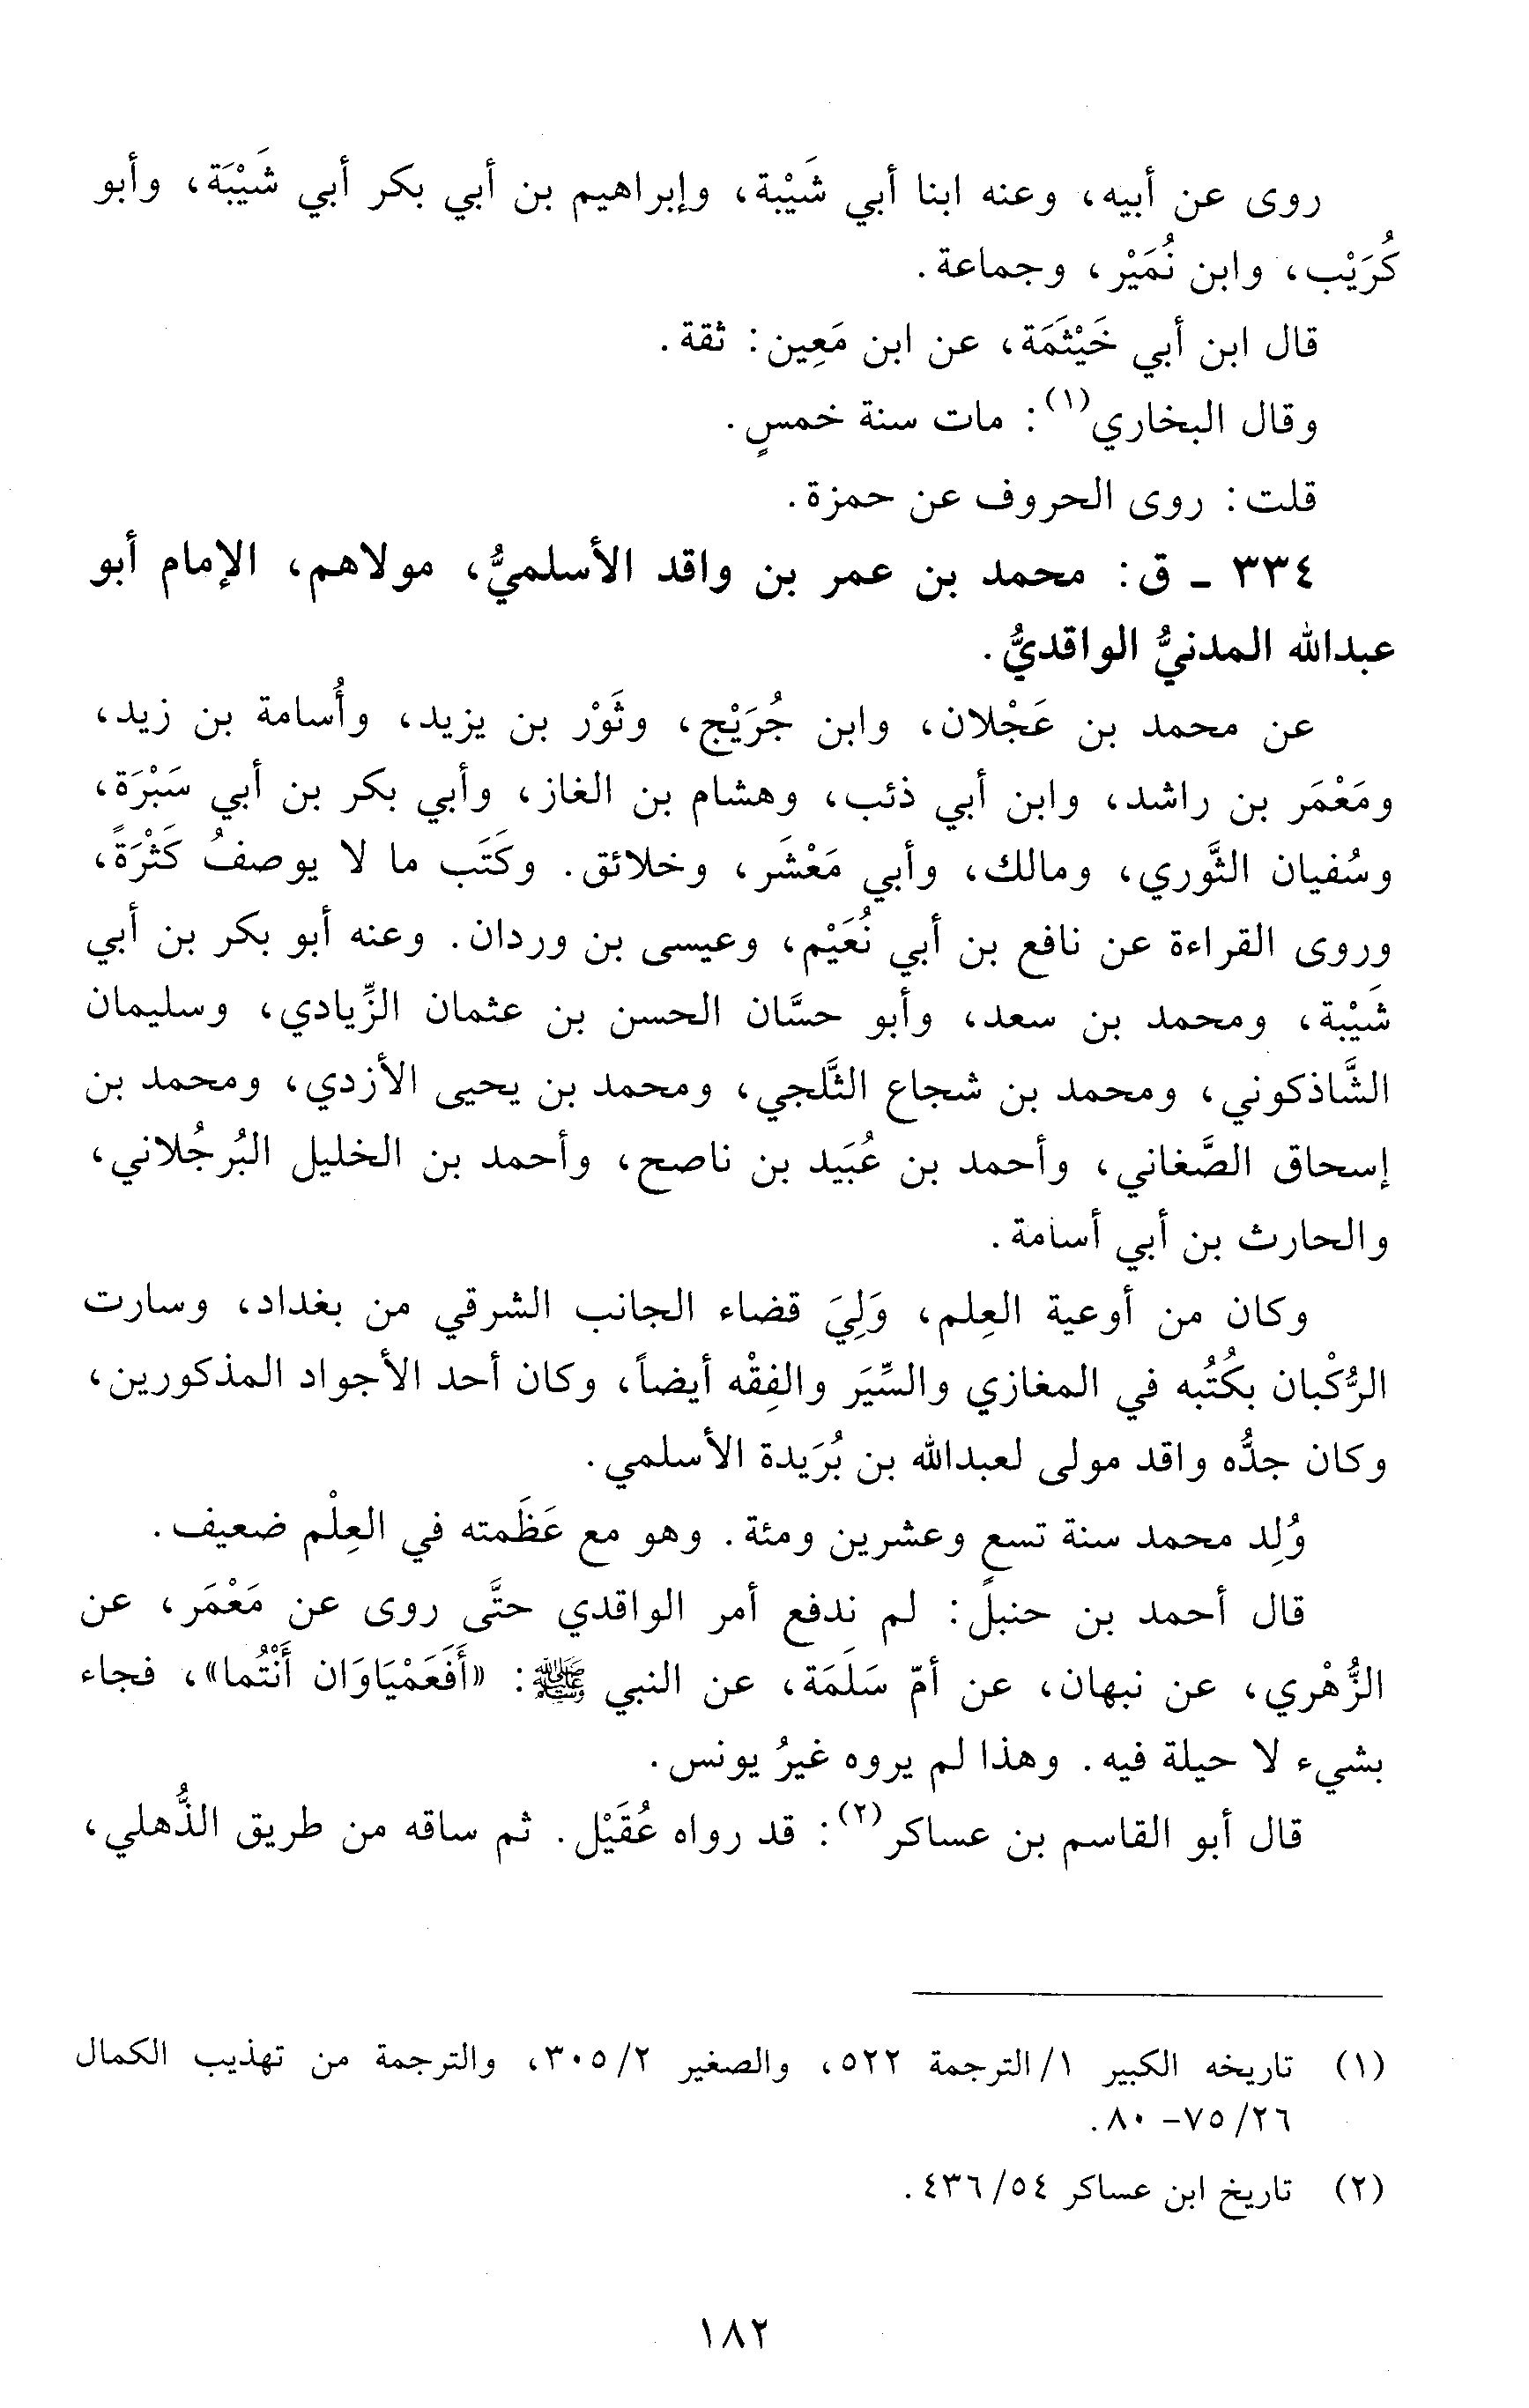 روى عن أبيه، وعنه ابنا أبي شَيْبة، وإبراهيم بن أبي بكر أبي شَيْبَة، وأبو
كُرَيْب، وابن نُمَيْر، وجماعة.
قال ابن أبي خَيْثَمَة، عن ابن مَعِين: ثقة.
وقال البخاري(١): مات سنة خمسٍ.
قلت: روى الحروف عن حمزة.
٣٣٤ - ق: محمد بن عمر بن واقد الأسلميُّ، مولاهم، الإمام أبو
عبدالله المدنيُّ الواقديُّ.
عن محمد بن عَجْلان، وابن جُرَيْج، وثَوْر بن يزيد، وأُسامة بن زيد،
ومَعْمَر بن راشد، وابن أبي ذئب، وهشام بن الغاز، وأبي بكر بن أبي سَبْرَة،
وسُفيان الثَّوري، ومالك، وأبي مَعْشَر، وخلائق. وكَتَب ما لا يوصفُ كَثْرَةً،
وروى القراءة عن نافع بن أبي نُعَيْم، وعيسى بن وردان. وعنه أبو بكر بن أبي
شَيْبة، ومحمد بن سعد، وأبو حسَّان الحسن بن عثمان الزِّيادي، وسليمان
الشَّاذكوني، ومحمد بن شجاع الثَّلجي، ومحمد بن يحيى الأزدي، ومحمد بن
إسحاق الصَّغاني، وأحمد بن عُبَيد بن ناصح، وأحمد بن الخليل البُرجُلاني،
والحارث بن أبي أسامة.
وكان من أوعية العِلم، وَلِيَ قضاء الجانب الشرقي من بغداد، وسارت
الرُّكْبان بكُتُبه في المغازي والسِّيَر والفِقْه أيضاً، وكان أحد الأجواد المذكورين،
وكان جدُّه واقد مولى لعبدالله بن بُرَيدة الأسلمي.
وُلِد محمد سنة تسعٍ وعشرين ومئة. وهو مع عَظَمته في العِلْم ضعيف.
قال أحمد بن حنبل: لم ندفع أمر الواقدي حتَّى روى عن مَعْمَر، عن
الزُّهْري، عن نبهان، عن أمّ سَلَمَة، عن النبي ﷺ: «أَفَعَمْيَاوَان أَنْتُما»، فجاء
بشيء لا حيلة فيه. وهذا لم يروه غيرُ يونس.
قال أبو القاسم بن عساكر(٢): قد رواه عُقَيْل. ثم ساقه من طريق الذُّهلي،
(١) تاريخه الكبير ١/ الترجمة ٥٢٢، والصغير ٢/ ٣٠٥، والترجمة من تهذيب الكمال
٢٦/ ٧٥- ٨٠.
(٢) تاريخ ابن عساكر ٥٤/ ٤٣٦.
١٨٢